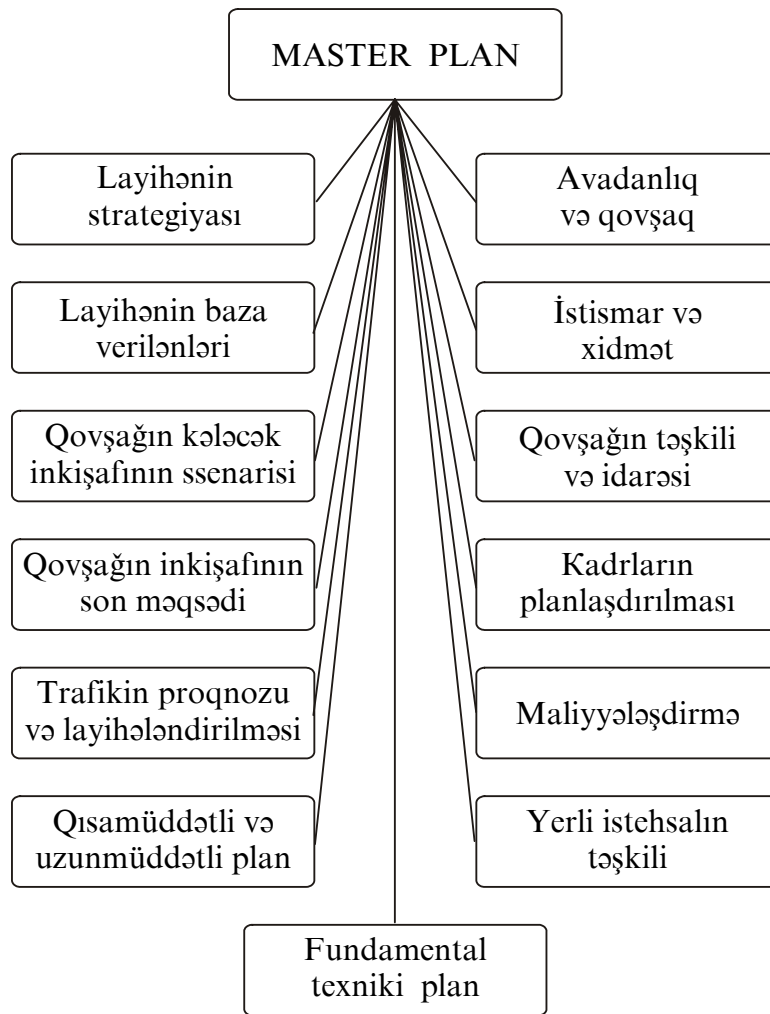 MASTER PLAN
Layihənin
strategiyası
Avadanlıq
və qovşaq
Layihənin baza
verilənləri
İstismar və
xidmət
Qovşağın kələcək
inkişafının ssenarisi
Qovşağın təşkili
və idarəsi
Qovşağın inkişafının
son məqsədi
Kadrların
planlaşdırılması
Trafikin proqnozu
və layihələndirilməsi
Maliyyələşdirmə
Qısamüddətli və
uzunmüddətli plan
Yerli istehsalın
təşkili
Fundamental
texniki plan